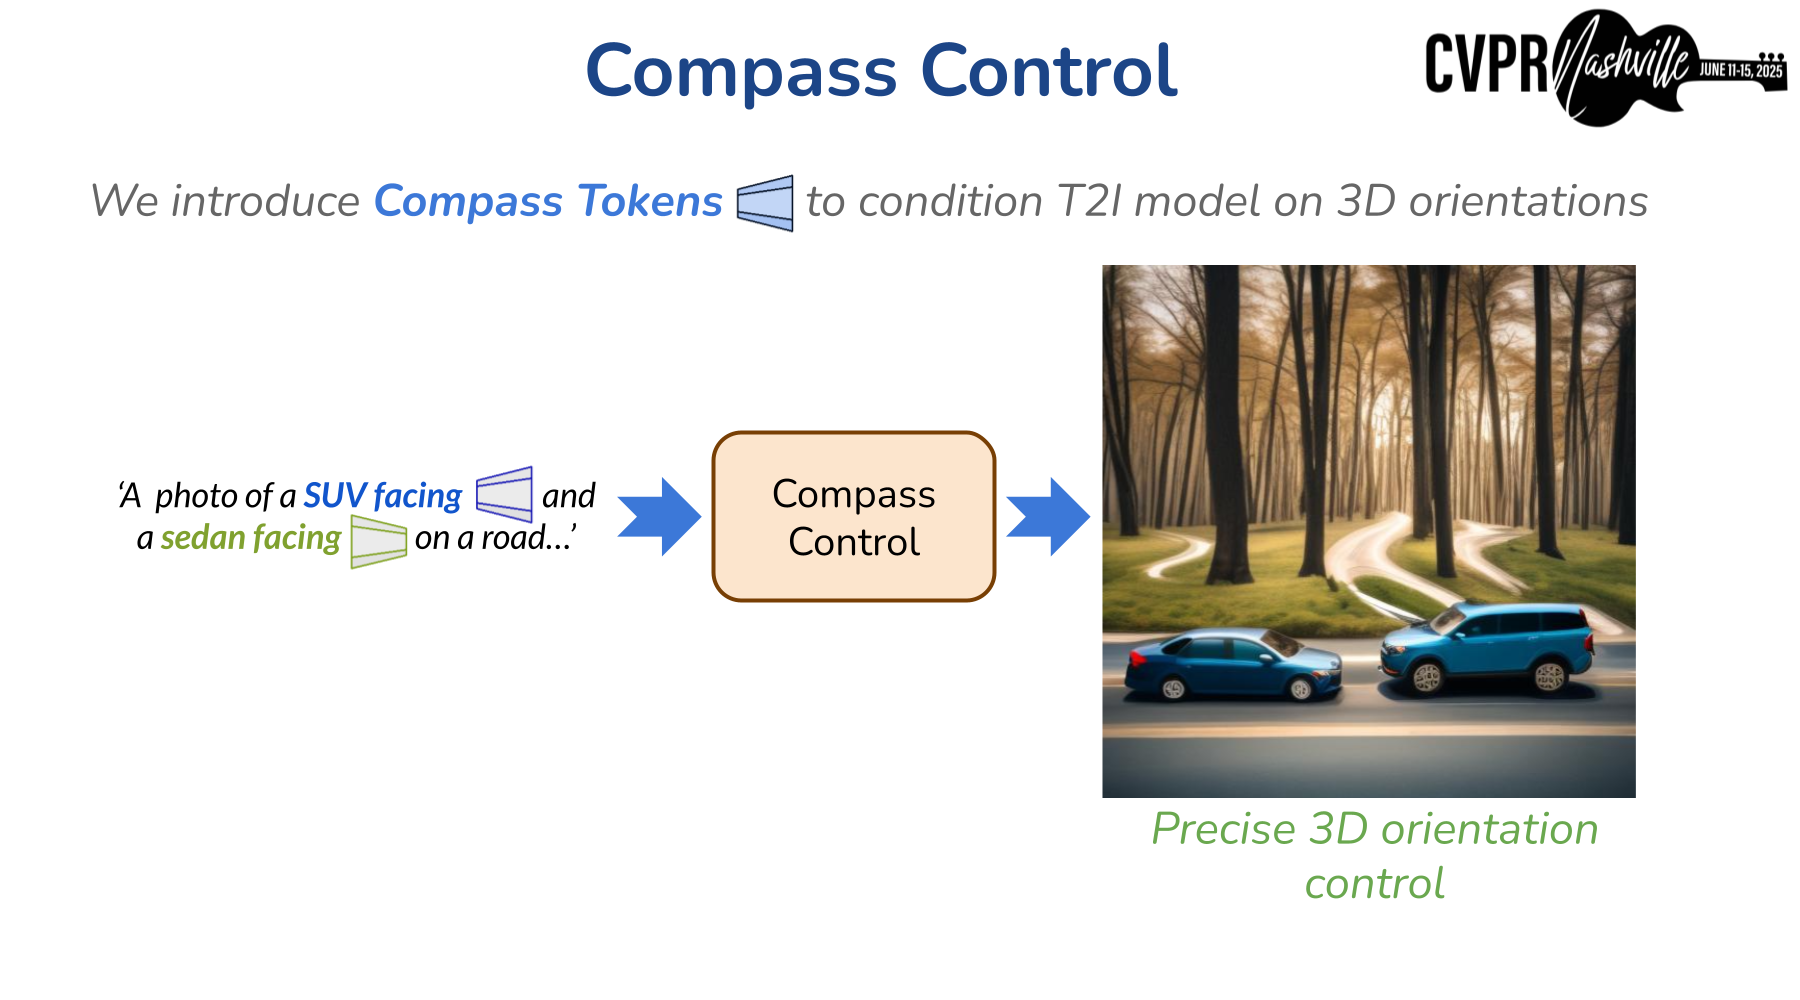 Compass Control
CVPR Nashville JUNE 11-15, 2025
We introduce Compass Tokens to condition T2I model on 3D orientations
‘A photo of a SUV facing and
a sedan facing on a road...’
Compass
Control
Precise 3D orientation
control